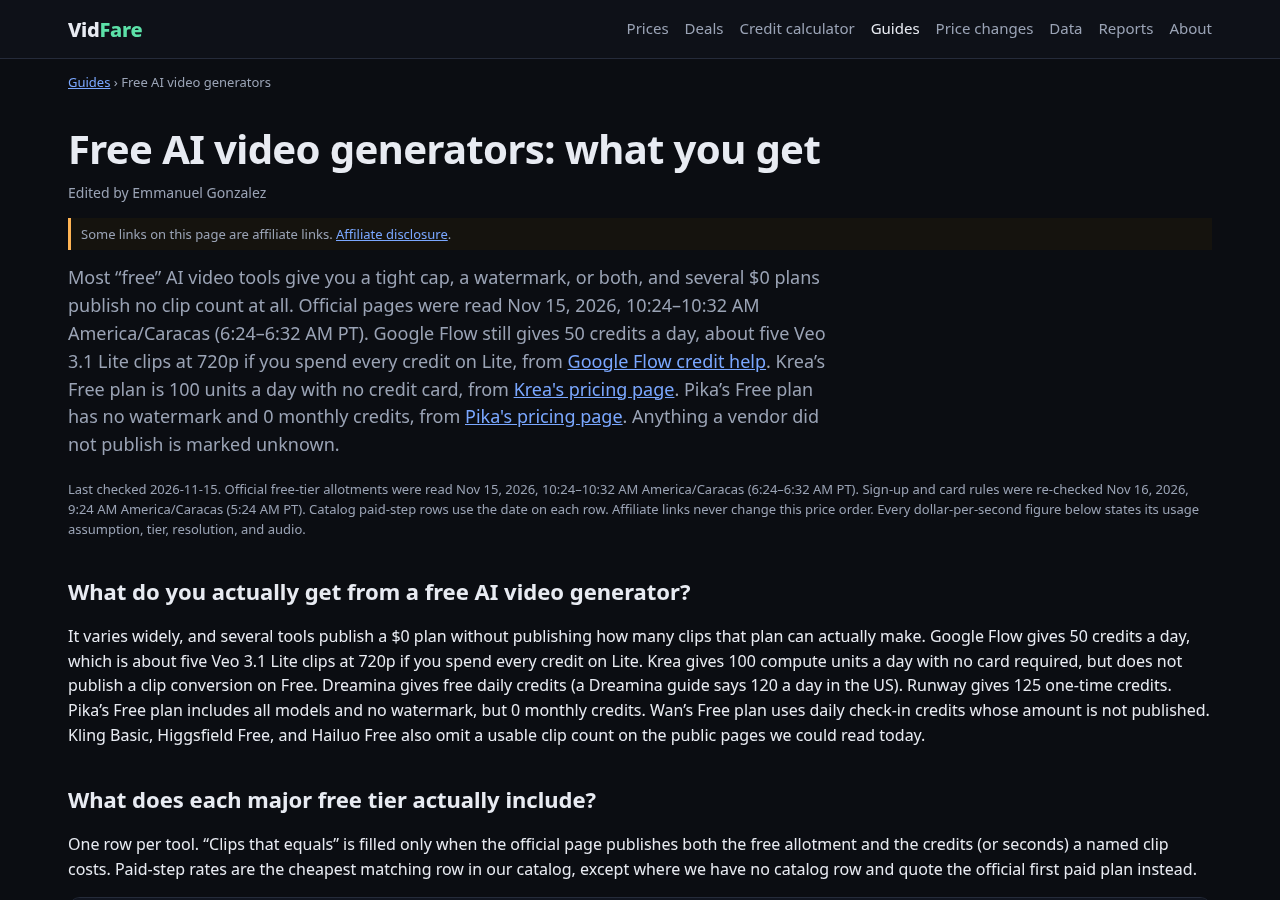 VidFare
Prices Deals Credit calculator Guides Price changes Data Reports About
Guides › Free AI video generators
Free AI video generators: what you get
Edited by Emmanuel Gonzalez
Some links on this page are affiliate links. Affiliate disclosure.
Most “free” AI video tools give you a tight cap, a watermark, or both, and several $0 plans
publish no clip count at all. Official pages were read Nov 15, 2026, 10:24–10:32 AM
America/Caracas (6:24–6:32 AM PT). Google Flow still gives 50 credits a day, about five Veo
3.1 Lite clips at 720p if you spend every credit on Lite, from Google Flow credit help. Krea’s
Free plan is 100 units a day with no credit card, from Krea's pricing page. Pika’s Free plan
has no watermark and 0 monthly credits, from Pika's pricing page. Anything a vendor did
not publish is marked unknown.
Last checked 2026-11-15. Official free-tier allotments were read Nov 15, 2026, 10:24–10:32 AM America/Caracas (6:24–6:32 AM PT). Sign-up and card rules were re-checked Nov 16, 2026,
9:24 AM America/Caracas (5:24 AM PT). Catalog paid-step rows use the date on each row. Affiliate links never change this price order. Every dollar-per-second figure below states its usage
assumption, tier, resolution, and audio.
What do you actually get from a free AI video generator?
It varies widely, and several tools publish a $0 plan without publishing how many clips that plan can actually make. Google Flow gives 50 credits a day,
which is about five Veo 3.1 Lite clips at 720p if you spend every credit on Lite. Krea gives 100 compute units a day with no card required, but does not
publish a clip conversion on Free. Dreamina gives free daily credits (a Dreamina guide says 120 a day in the US). Runway gives 125 one-time credits.
Pika’s Free plan includes all models and no watermark, but 0 monthly credits. Wan’s Free plan uses daily check-in credits whose amount is not published.
Kling Basic, Higgsfield Free, and Hailuo Free also omit a usable clip count on the public pages we could read today.
What does each major free tier actually include?
One row per tool. “Clips that equals” is filled only when the official page publishes both the free allotment and the credits (or seconds) a named clip
costs. Paid-step rates are the cheapest matching row in our catalog, except where we have no catalog row and quote the official first paid plan instead.